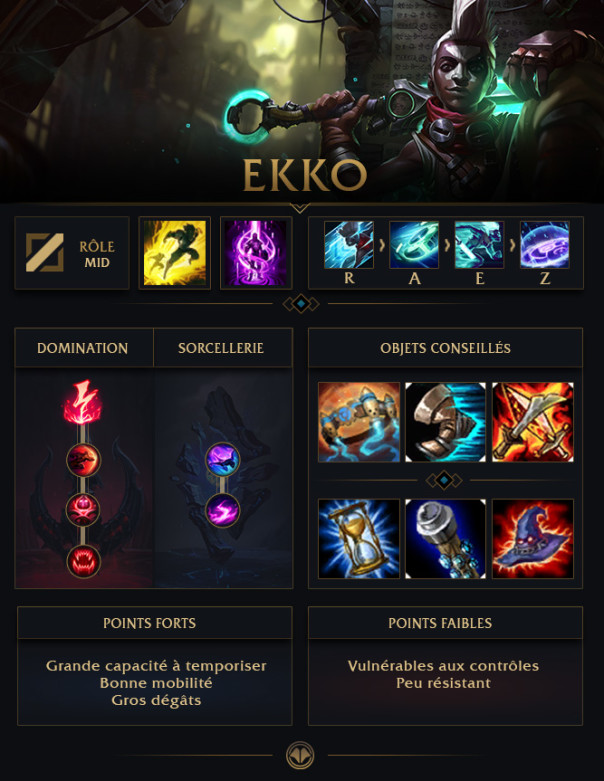 EKKO
RÔLE
MID
R A E Z
DOMINATION
SORCELLERIE
OBJETS CONSEILLÉS
POINTS FORTS
Grande capacité à temporiser
Bonne mobilité
Gros dégâts
POINTS FAIBLES
Vulnérables aux contrôles
Peu résistant